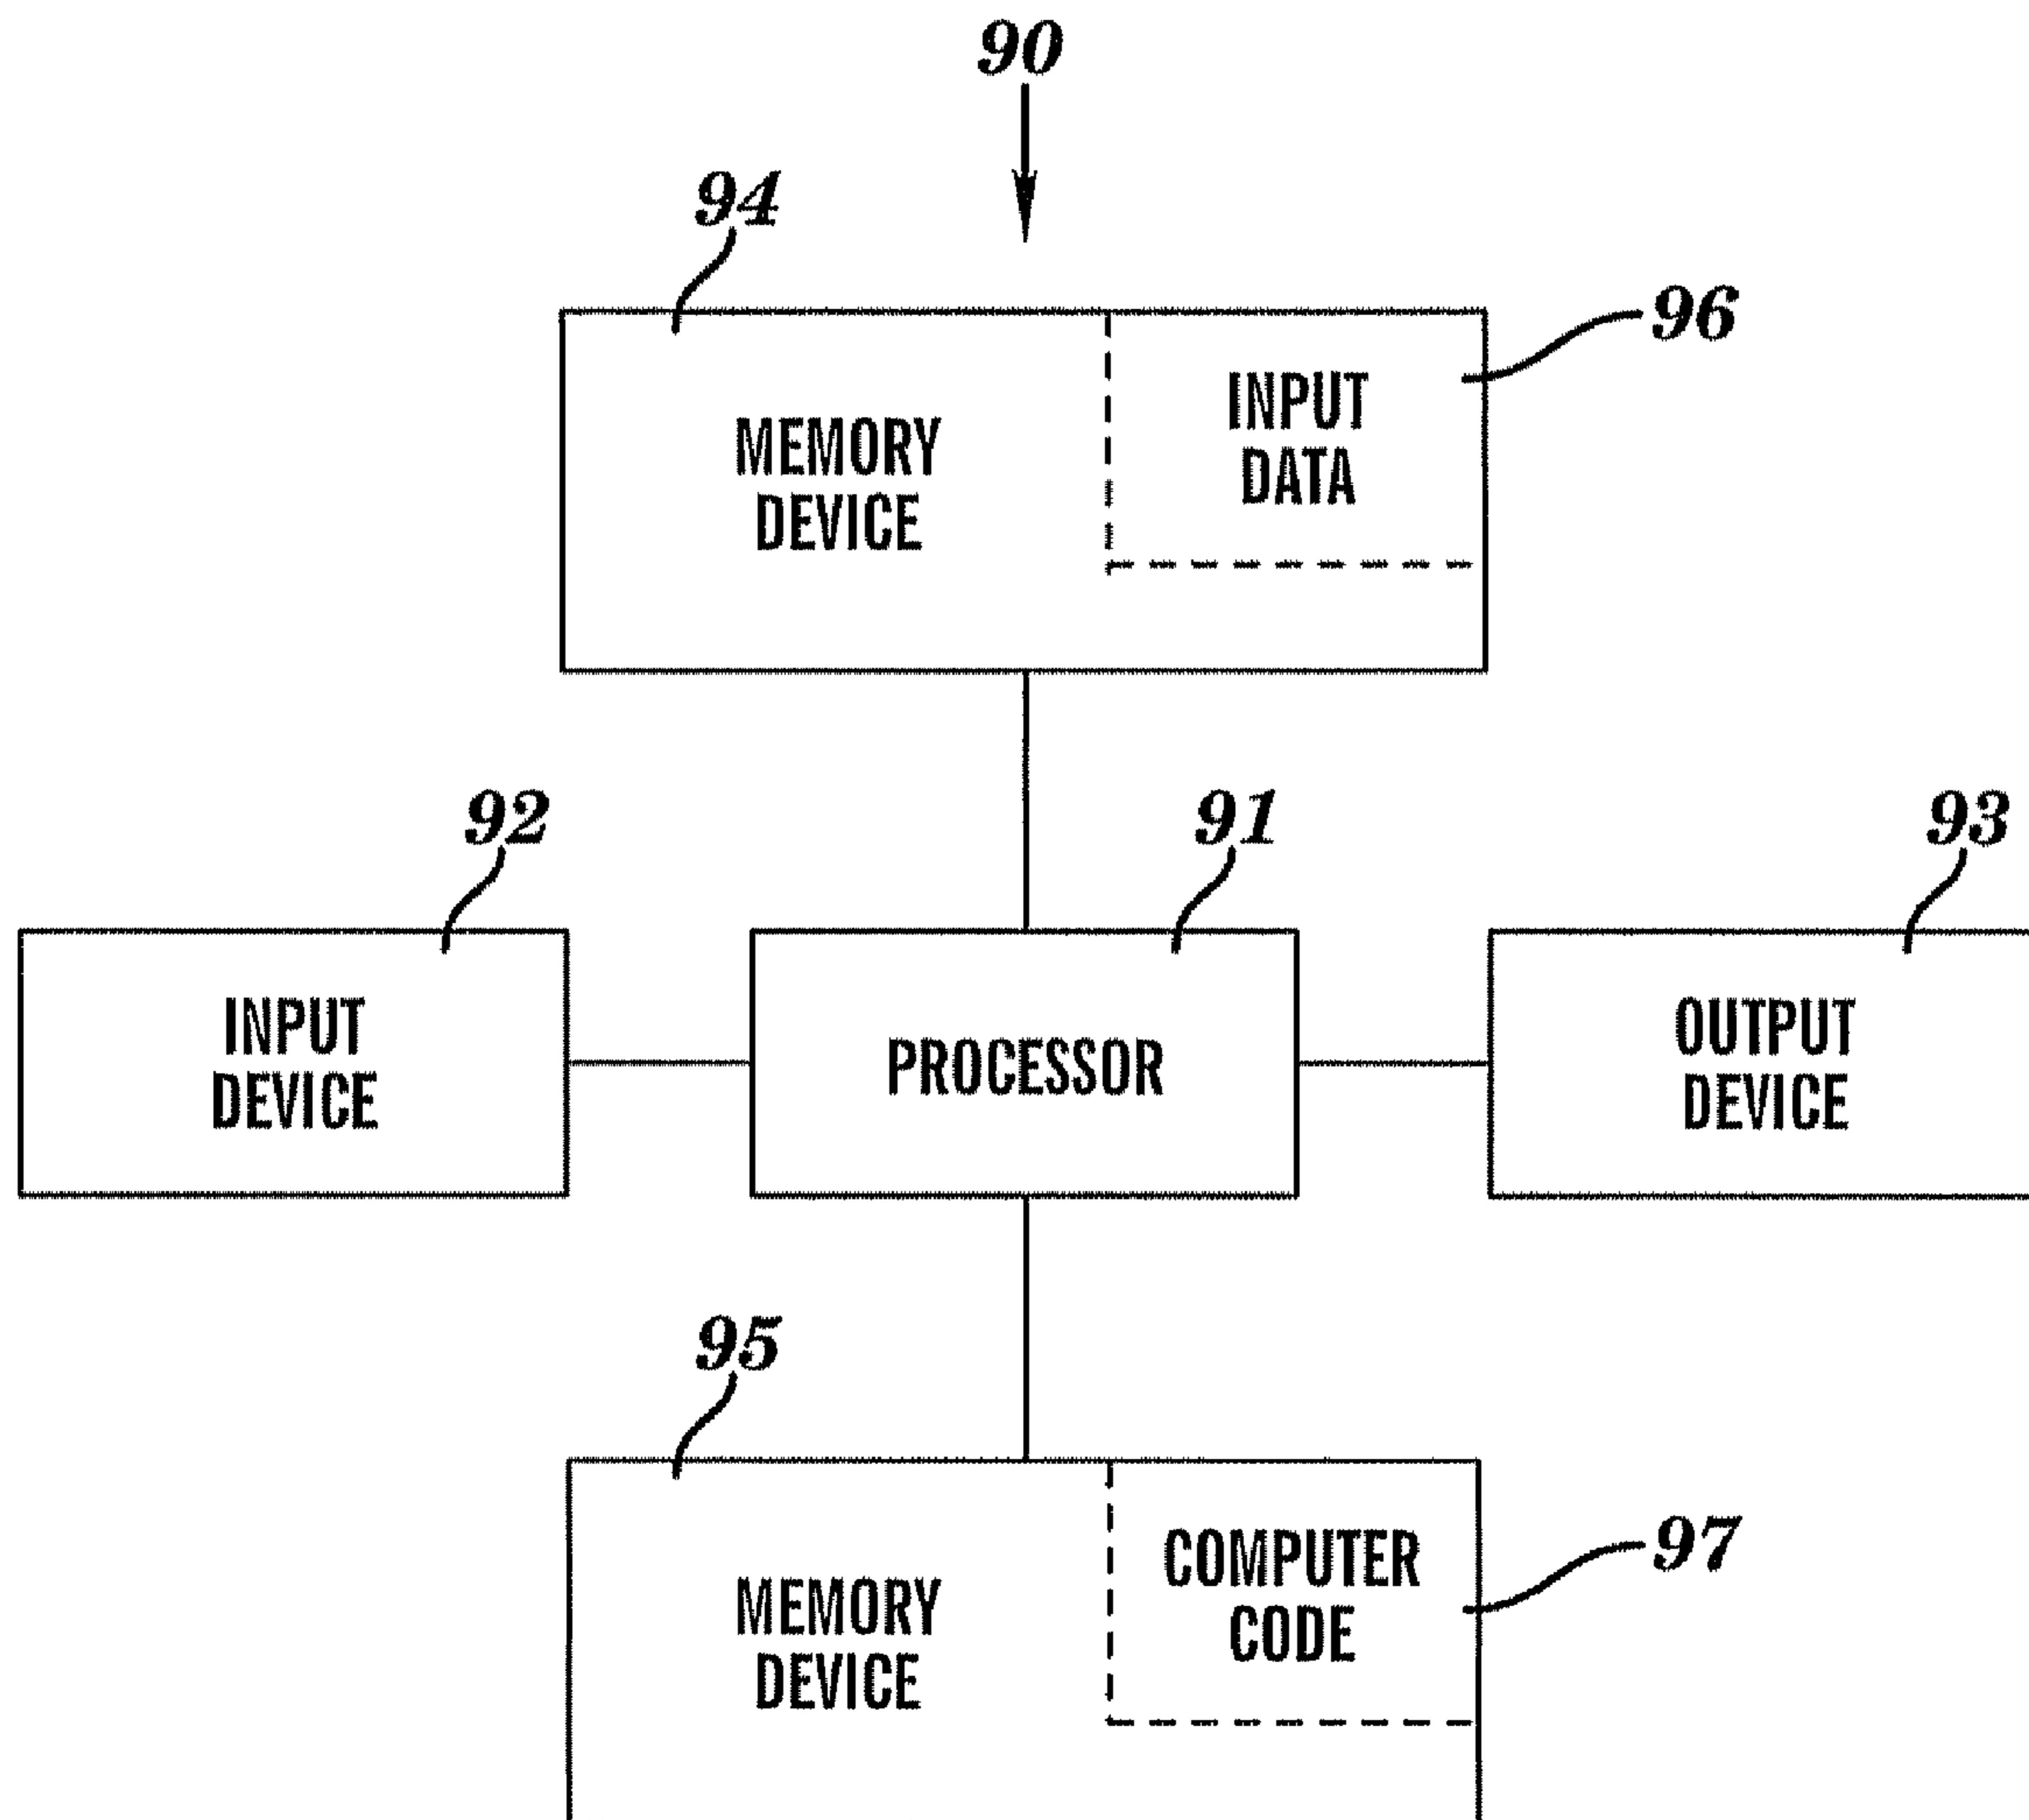 90
94
96
MEMORY
DEVICE
INPUT
DATA
92
91
93
INPUT
DEVICE
PROCESSOR
OUTPUT
DEVICE
95
97
MEMORY
DEVICE
COMPUTER
CODE